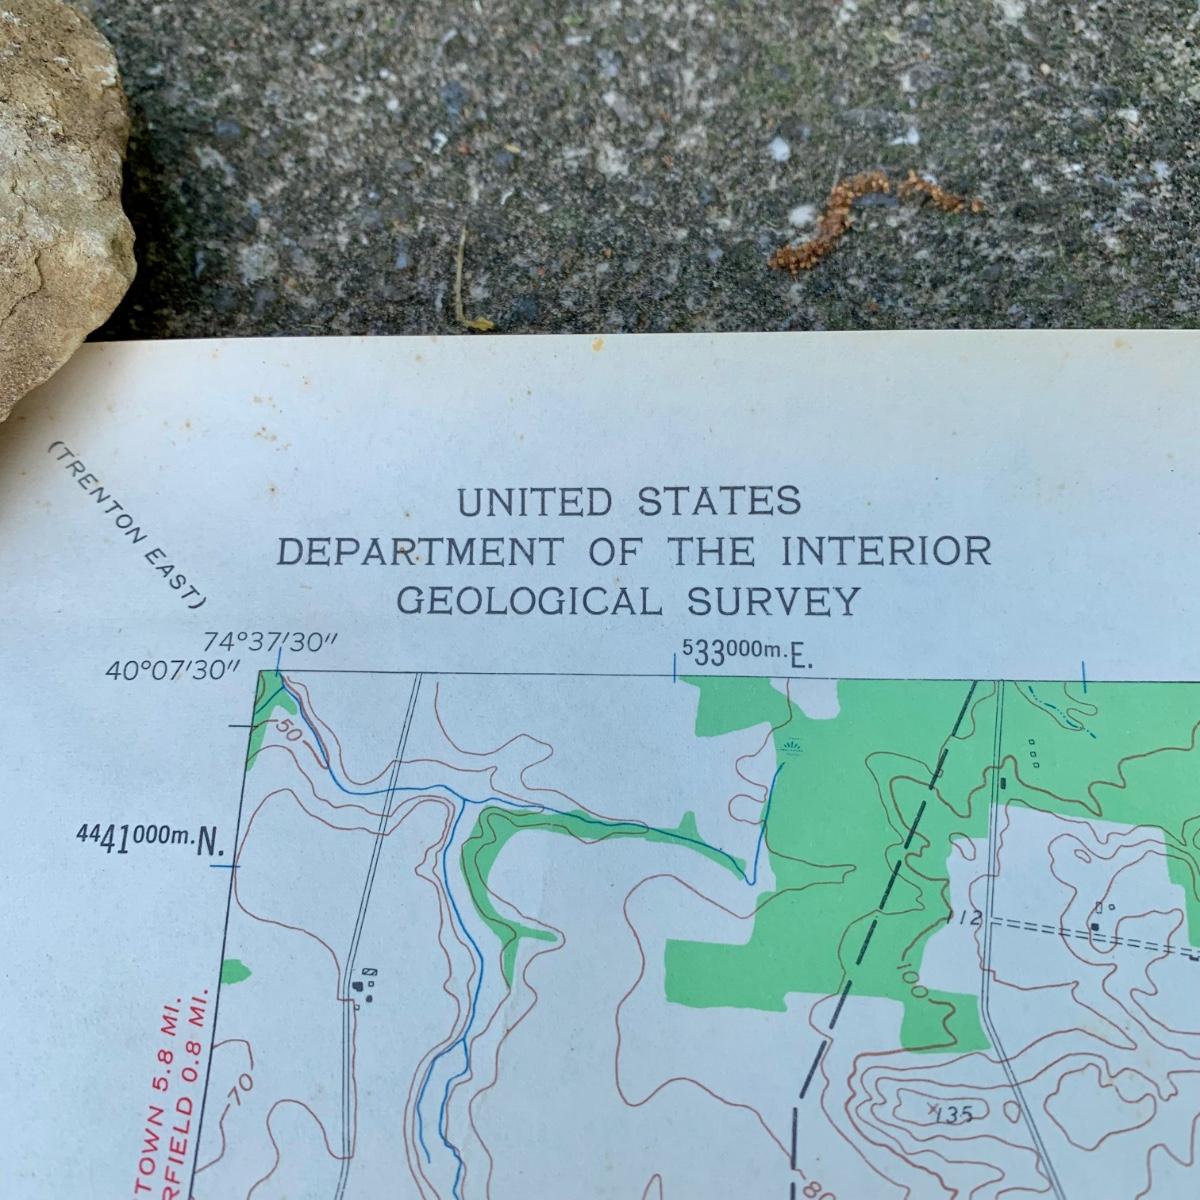 (TRENTON EAST)
UNITED STATES
DEPARTMENT OF THE INTERIOR
GEOLOGICAL SURVEY
74°37'30"
40°07'30"
533000m.E.
50
4441000m.N.
112
100
TOWN 5.8 MI.
RFIELD 0.8 MI.
70
135
80